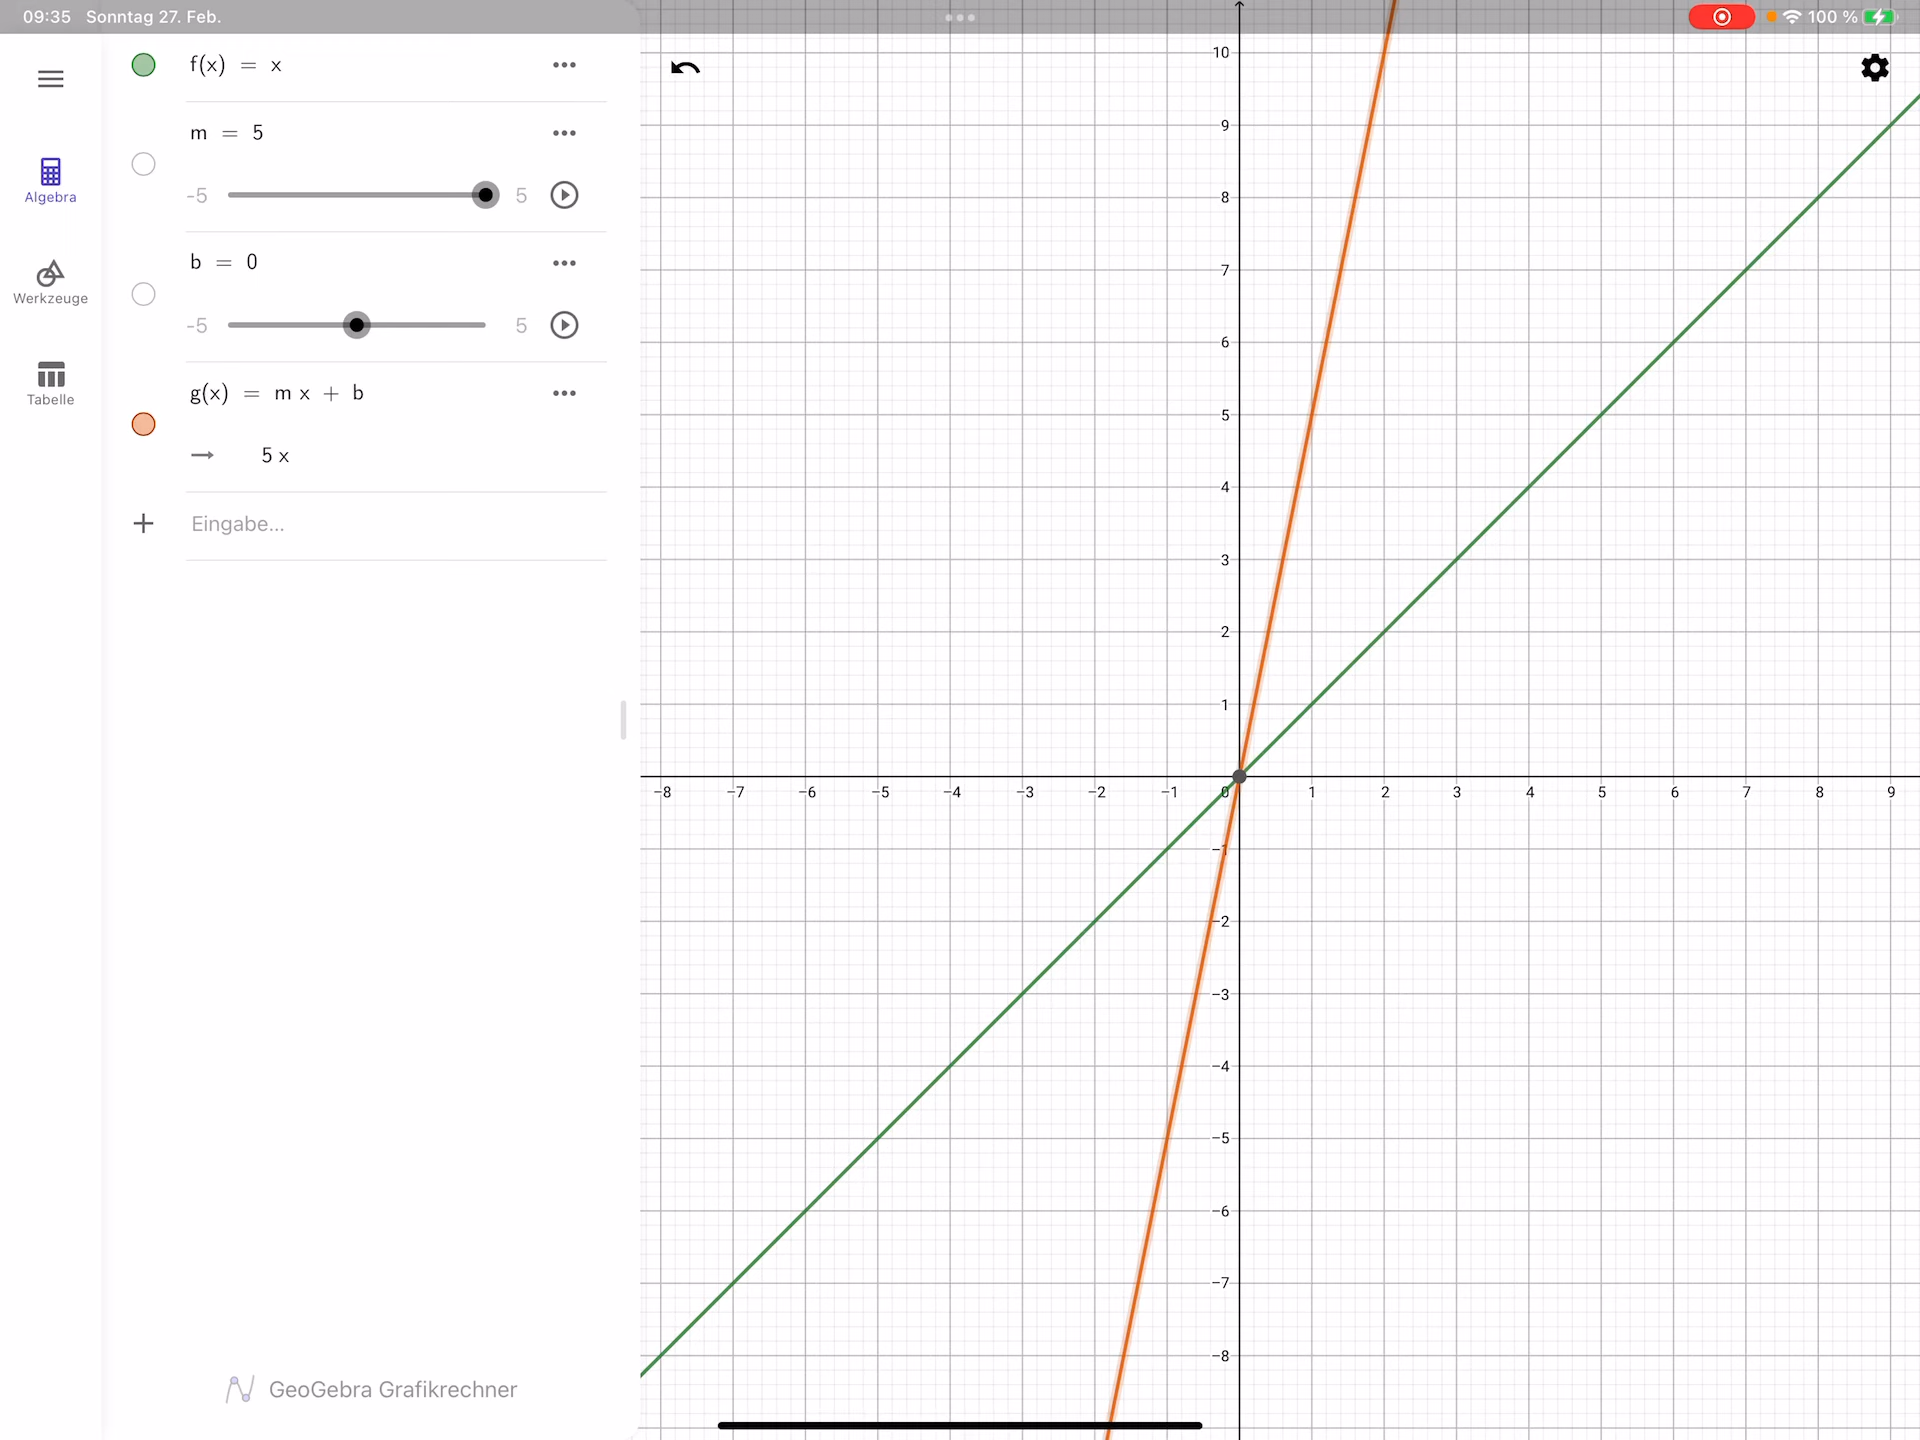 09:35 Sonntag 27. Feb.
100 %
f(x) = x
m = 5
-5 5
b = 0
-5 5
g(x) = m x + b
→ 5 x
+ Eingabe...
Algebra
Werkzeuge
Tabelle
GeoGebra Grafikrechner
10
9
8
7
6
5
4
3
2
1
−8 −7 −6 −5 −4 −3 −2 −1 0 1 2 3 4 5 6 7 8 9
−1
−2
−3
−4
−5
−6
−7
−8